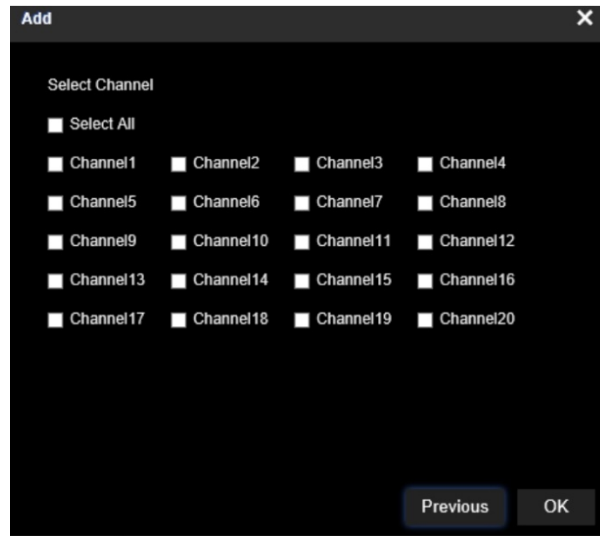 Add
Select Channel
Select All
Channel1 Channel2 Channel3 Channel4
Channel5 Channel6 Channel7 Channel8
Channel9 Channel10 Channel11 Channel12
Channel13 Channel14 Channel15 Channel16
Channel17 Channel18 Channel19 Channel20
Previous OK